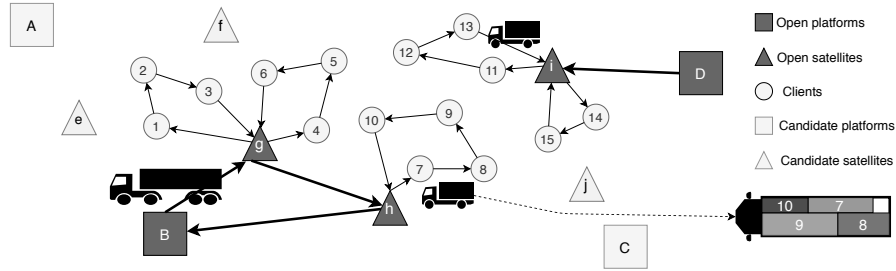 A
f
13
Open platforms
12
2
5
6
11
i
D
Open satellites
3
Clients
9
10
14
e
1
4
g
15
Candidate platforms
7
8
Candidate satellites
j
h
B
C
10 7
9 8